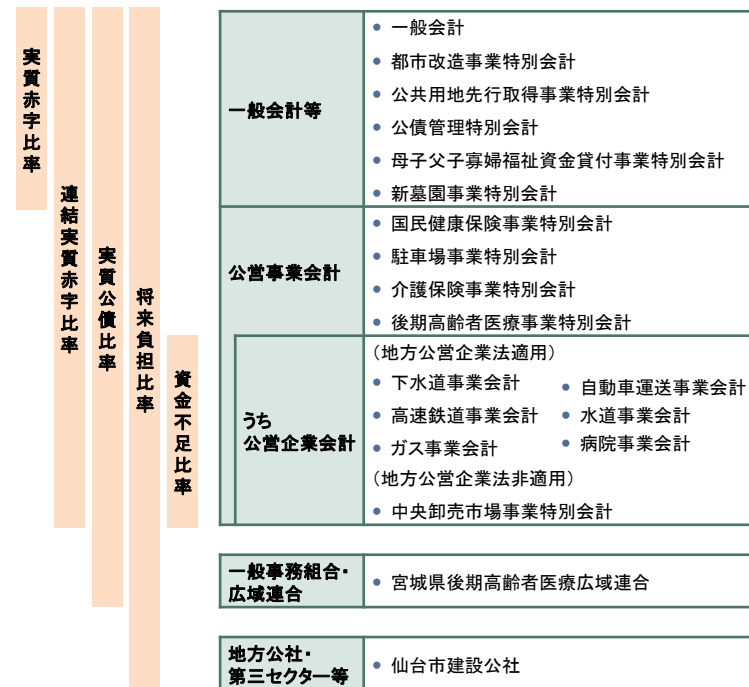 実質赤字比率
連結実質赤字比率
実質公債比率
将来負担比率
資金不足比率
一般会計等
• 一般会計
• 都市改造事業特別会計
• 公共用地先行取得事業特別会計
• 公債管理特別会計
• 母子父子寡婦福祉資金貸付事業特別会計
• 新墓園事業特別会計
公営事業会計
• 国民健康保険事業特別会計
• 駐車場事業特別会計
• 介護保険事業特別会計
• 後期高齢者医療事業特別会計
うち
公営企業会計
(地方公営企業法適用)
• 下水道事業会計 • 自動車運送事業会計
• 高速鉄道事業会計 • 水道事業会計
• ガス事業会計 • 病院事業会計
(地方公営企業法非適用)
• 中央卸売市場事業特別会計
一般事務組合・
広域連合
• 宮城県後期高齢者医療広域連合
地方公社・
第三セクター等
• 仙台市建設公社